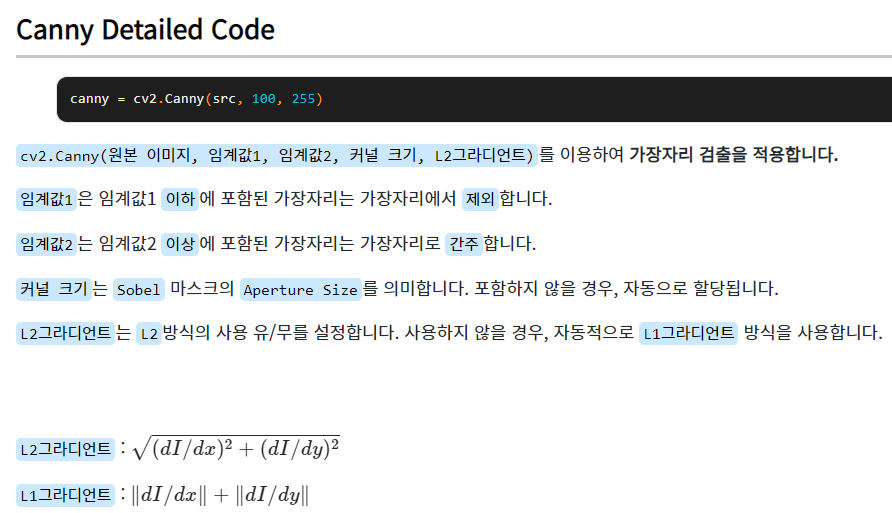 Canny Detailed Code
canny = cv2.Canny(src, 100, 255)
cv2.Canny(원본 이미지, 임계값1, 임계값2, 커널 크기, L2그라디언트)를 이용하여 가장자리 검출을 적용합니다.
임계값1은 임계값1 이하에 포함된 가장자리는 가장자리에서 제외합니다.
임계값2는 임계값2 이상에 포함된 가장자리는 가장자리로 간주합니다.
커널 크기는 Sobel 마스크의 Aperture Size를 의미합니다. 포함하지 않을 경우, 자동으로 할당됩니다.
L2그라디언트는 L2방식의 사용 유/무를 설정합니다. 사용하지 않을 경우, 자동적으로 L1그라디언트 방식을 사용합니다.
L2그라디언트 : √(dI/dx)² + (dI/dy)²
L1그라디언트 : ‖dI/dx‖ + ‖dI/dy‖